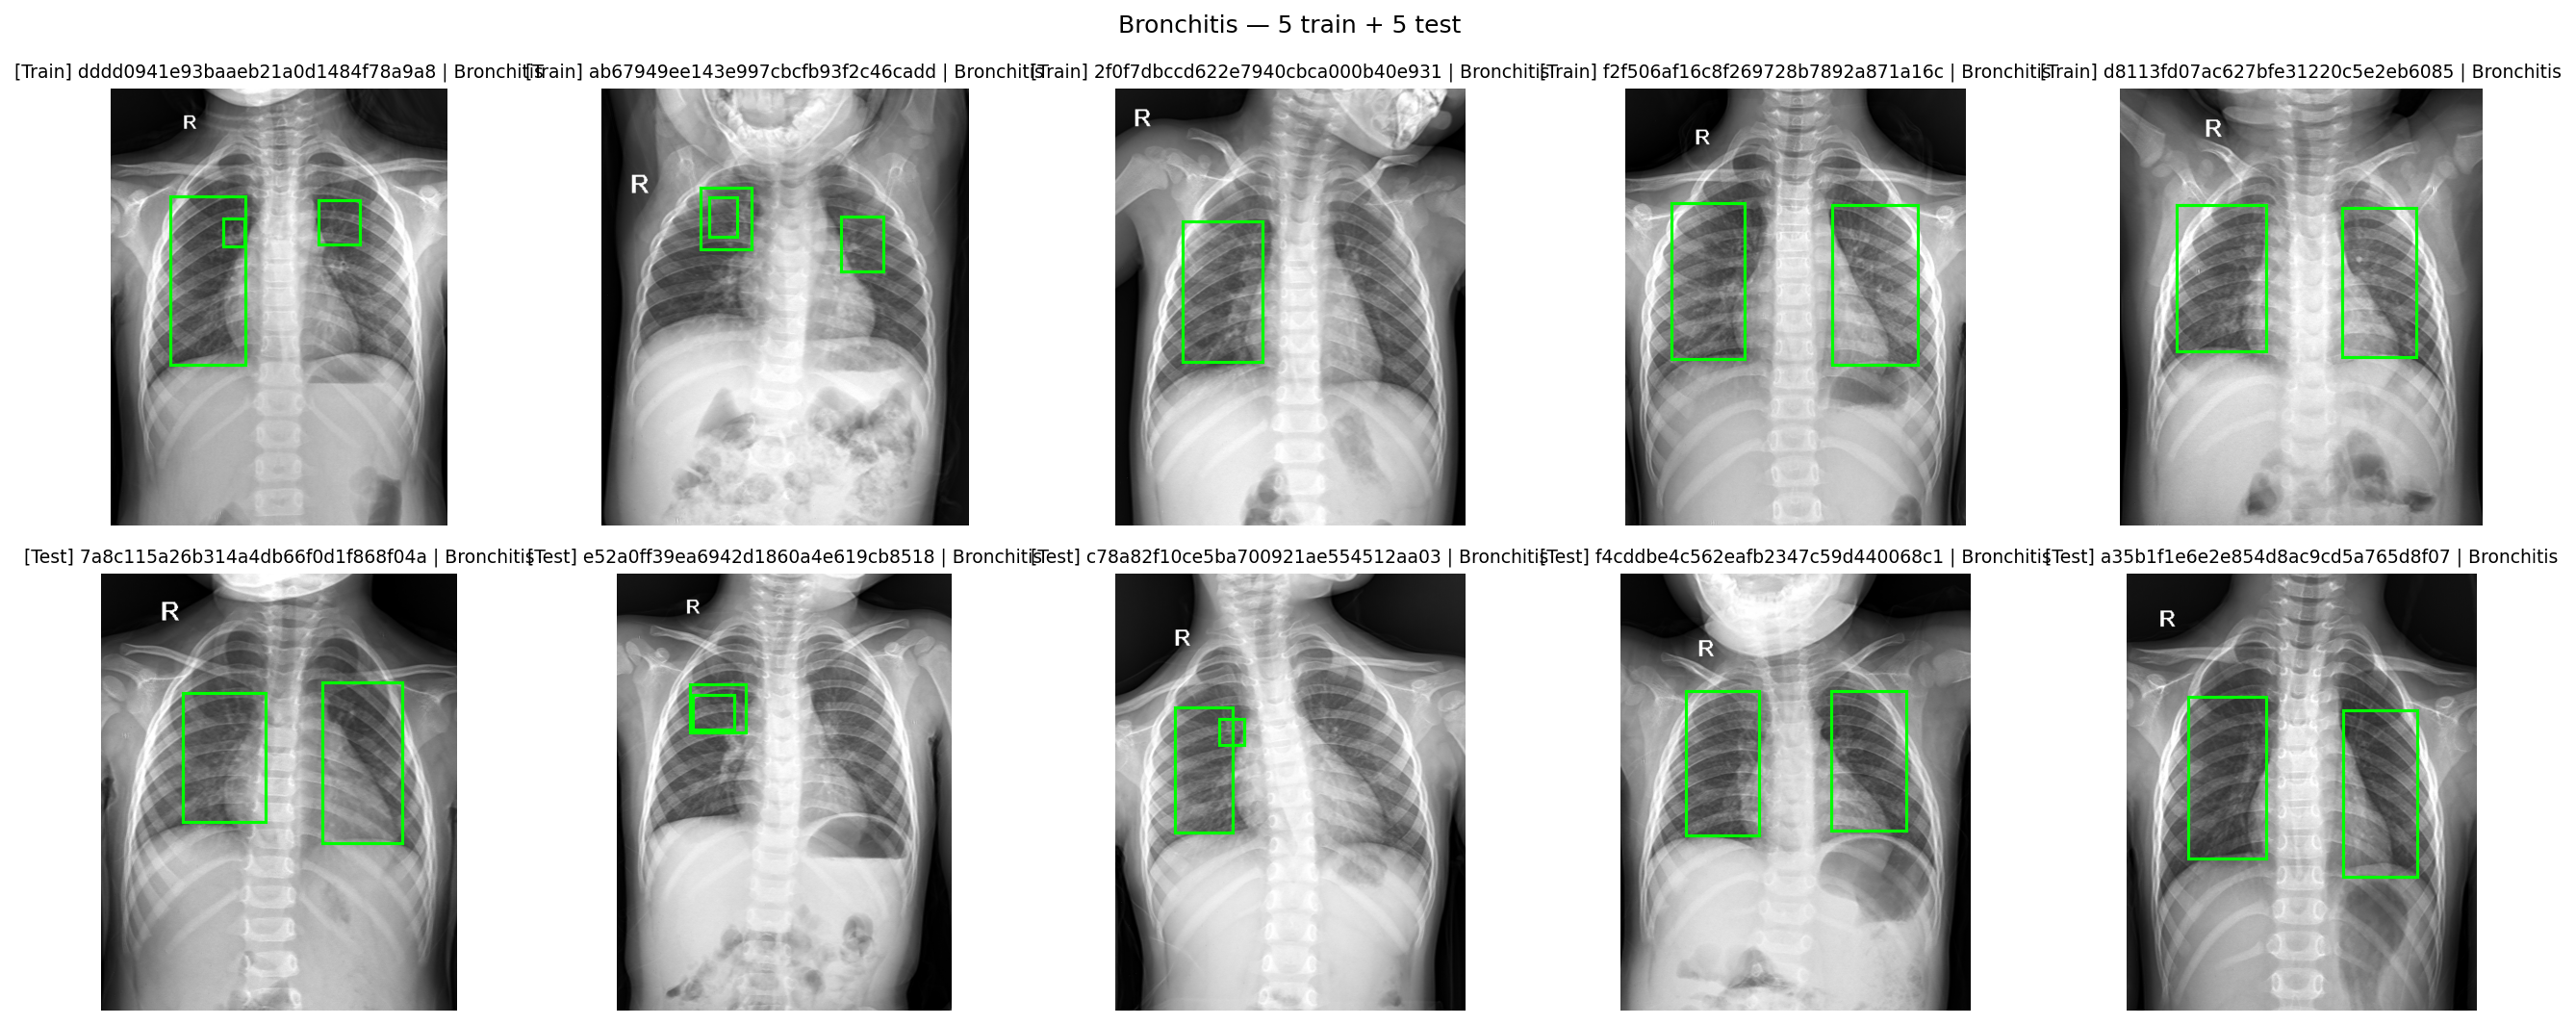 Bronchitis — 5 train + 5 test
[Train] dddd0941e93baaeb21a0d1484f78a9a8 | Bronchitis
[Train] ab67949ee143e997cbcfb93f2c46cadd | Bronchitis
[Train] 2f0f7dbccd622e7940cbca000b40e931 | Bronchitis
[Train] f2f506af16c8f269728b7892a871a16c | Bronchitis
[Train] d8113fd07ac627bfe31220c5e2eb6085 | Bronchitis
R
R
R
R
R
[Test] 7a8c115a26b314a4db66f0d1f868f04a | Bronchitis
[Test] e52a0ff39ea6942d1860a4e619cb8518 | Bronchitis
[Test] c78a82f10ce5ba700921ae554512aa03 | Bronchitis
[Test] f4cddbe4c562eafb2347c59d440068c1 | Bronchitis
[Test] a35b1f1e6e2e854d8ac9cd5a765d8f07 | Bronchitis
R
R
R
R
R